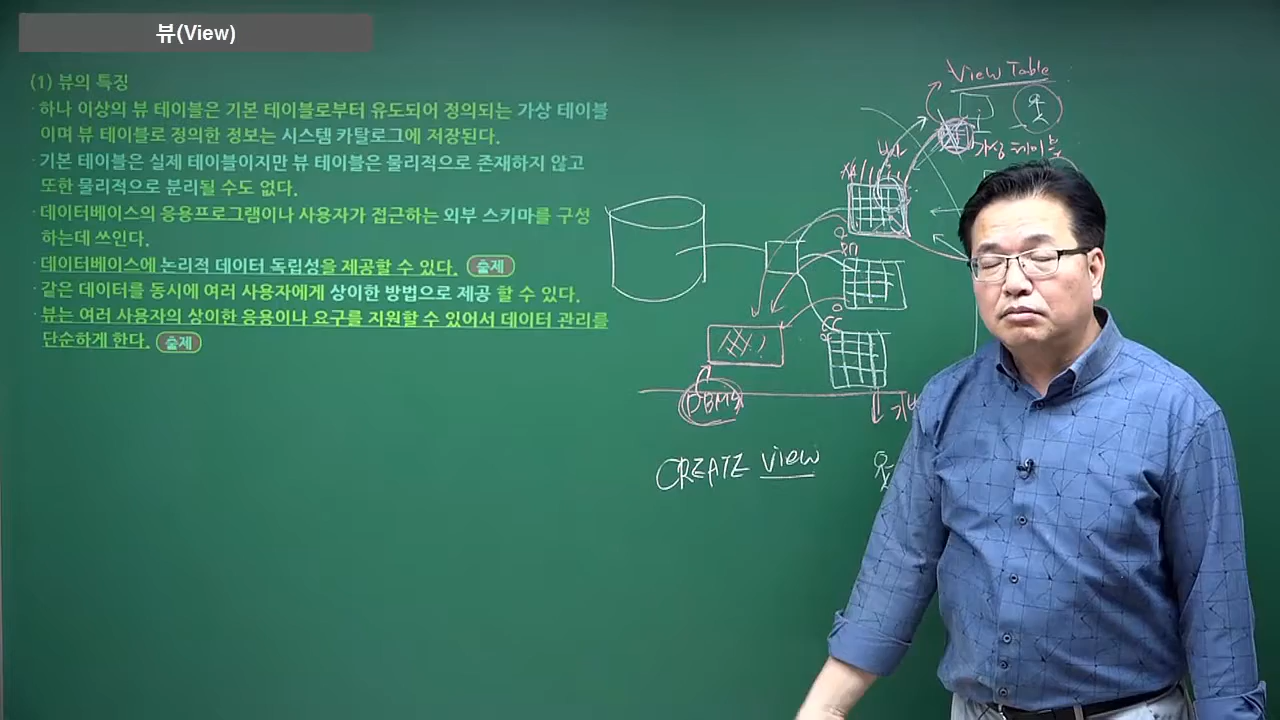 뷰(View)
(1) 뷰의 특징
· 하나 이상의 뷰 테이블은 기본 테이블로부터 유도되어 정의되는 가상 테이블
이며 뷰 테이블로 정의한 정보는 시스템 카탈로그에 저장된다.
· 기본 테이블은 실제 테이블이지만 뷰 테이블은 물리적으로 존재하지 않고
또한 물리적으로 분리될 수도 없다.
· 데이터베이스의 응용프로그램이나 사용자가 접근하는 외부 스키마를 구성
하는데 쓰인다.
· 데이터베이스에 논리적 데이터 독립성을 제공할 수 있다. 출제
· 같은 데이터를 동시에 여러 사용자에게 상이한 방법으로 제공 할 수 있다.
· 뷰는 여러 사용자의 상이한 응용이나 요구를 지원할 수 있어서 데이터 관리를
단순하게 한다. 출제
View Table
가상 테이블
DBMS
CREATE View